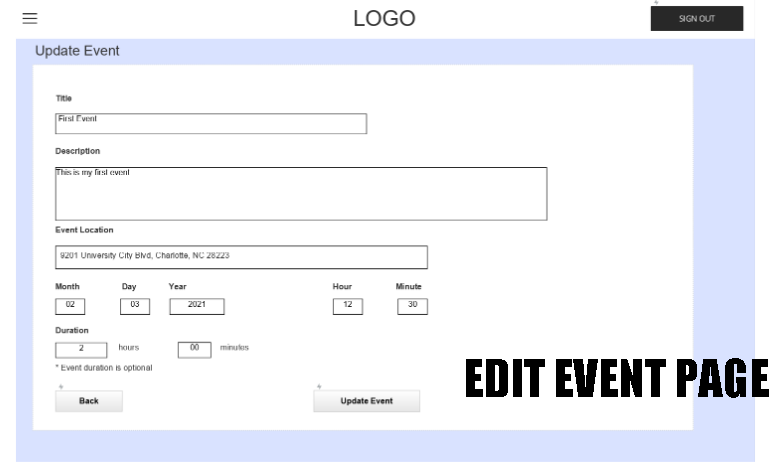 LOGO
SIGN OUT
Update Event
Title
First Event
Description
This is my first event
Event Location
9201 University City Blvd, Charlotte, NC 28223
Month Day Year Hour Minute
02 03 2021 12 30
Duration
2 hours 00 minutes
* Event duration is optional
EDIT EVENT PAGE
Back Update Event